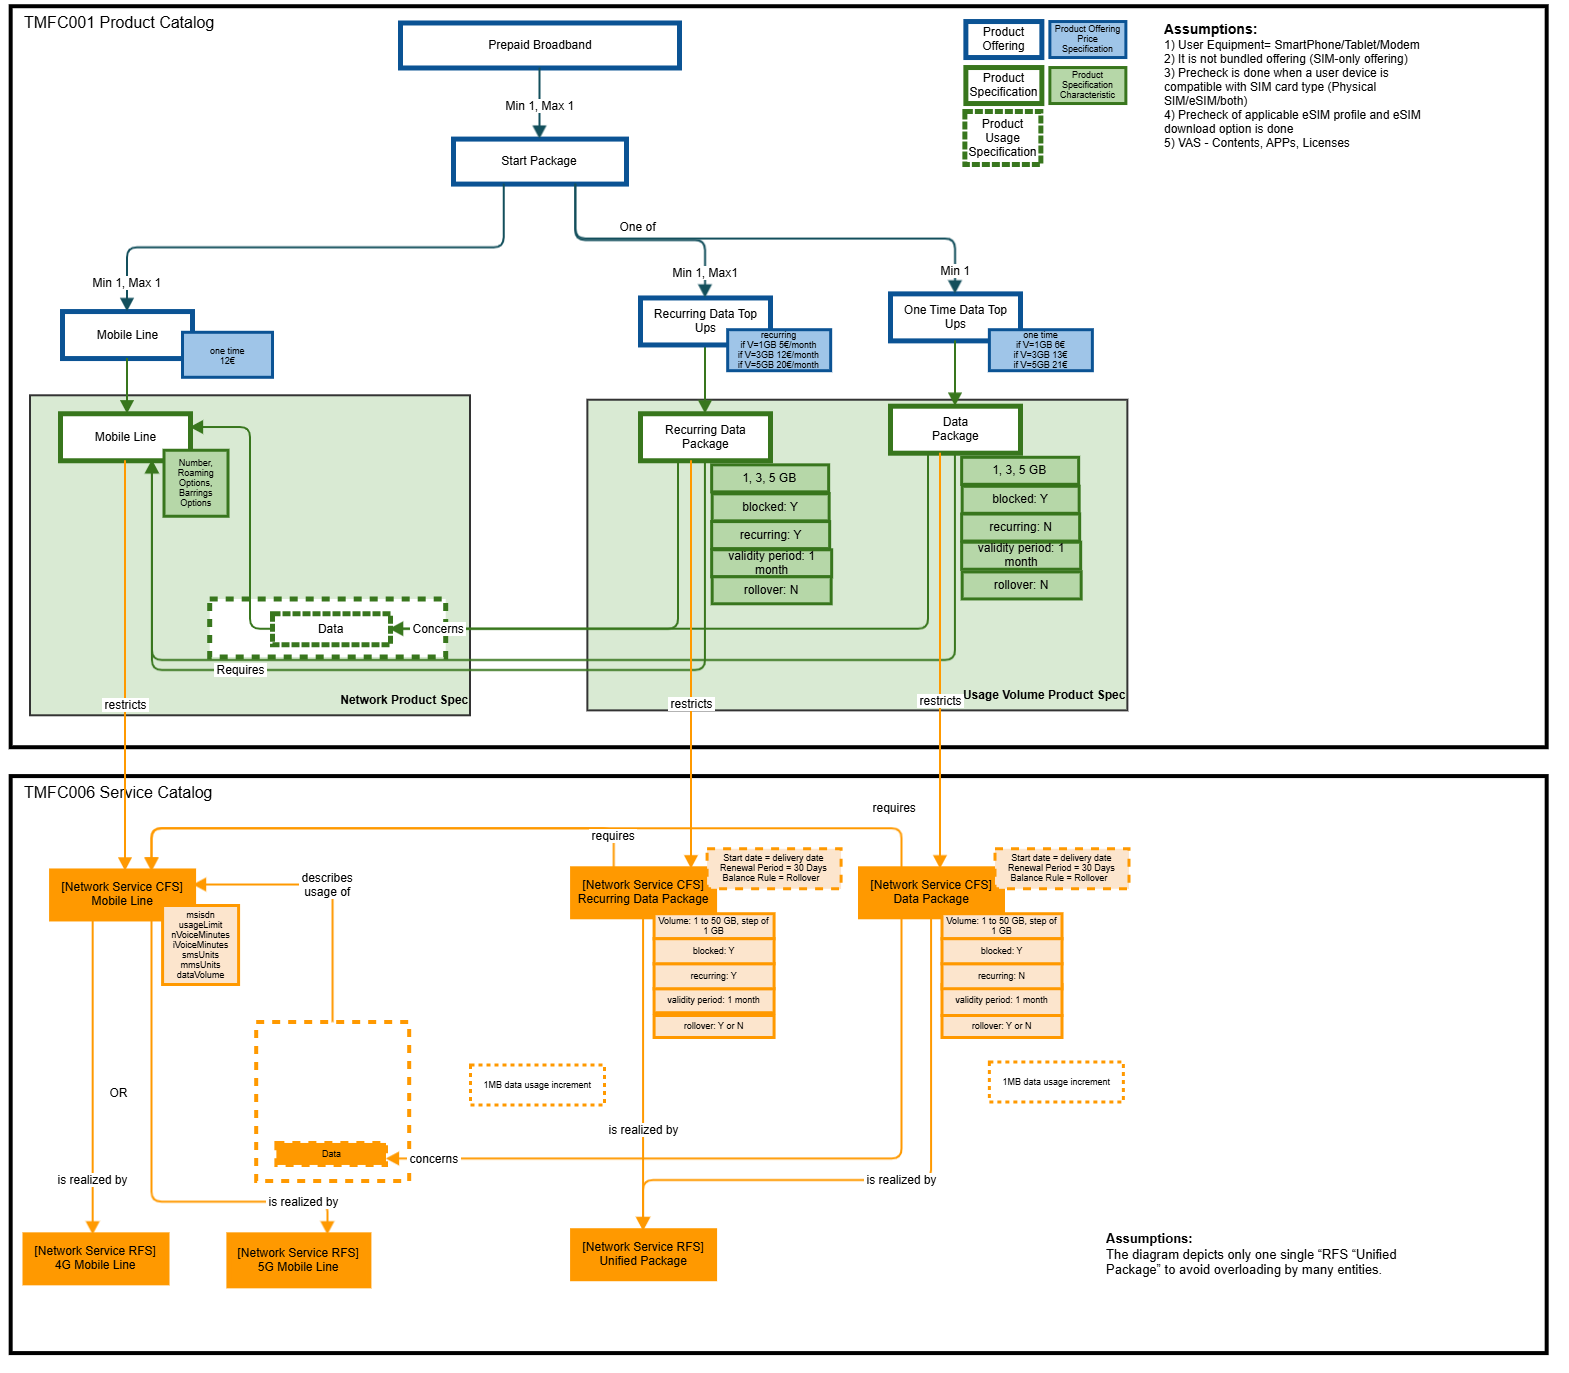 TMFC001 Product Catalog
Prepaid Broadband
Product
Offering
Product Offering
Price
Specification
Product
Specification
Product
Specification
Characteristic
Product
Usage
Specification
Assumptions:
1) User Equipment= SmartPhone/Tablet/Modem
2) It is not bundled offering (SIM-only offering)
3) Precheck is done when a user device is
compatible with SIM card type (Physical
SIM/eSIM/both)
4) Precheck of applicable eSIM profile and eSIM
download option is done
5) VAS - Contents, APPs, Licenses
Min 1, Max 1
Start Package
One of
Min 1, Max 1
Min 1, Max1
Min 1
Mobile Line
one time
12€
Recurring Data Top
Ups
recurring
if V=1GB 5€/month
if V=3GB 12€/month
if V=5GB 20€/month
One Time Data Top
Ups
one time
if V=1GB 6€
if V=3GB 13€
if V=5GB 21€
Mobile Line
Number,
Roaming
Options,
Barrings
Options
Recurring Data
Package
1, 3, 5 GB
blocked: Y
recurring: Y
validity period: 1
month
rollover: N
Data
Package
1, 3, 5 GB
blocked: Y
recurring: N
validity period: 1
month
rollover: N
Data
Concerns
Requires
Network Product Spec
Usage Volume Product Spec
restricts
restricts
restricts
TMFC006 Service Catalog
requires
requires
[Network Service CFS]
Mobile Line
msisdn
usageLimit
nVoiceMinutes
iVoiceMinutes
smsUnits
mmsUnits
dataVolume
describes
usage of
[Network Service CFS]
Recurring Data Package
Start date = delivery date
Renewal Period = 30 Days
Balance Rule = Rollover
Volume: 1 to 50 GB, step of
1 GB
blocked: Y
recurring: Y
validity period: 1 month
rollover: Y or N
[Network Service CFS]
Data Package
Start date = delivery date
Renewal Period = 30 Days
Balance Rule = Rollover
Volume: 1 to 50 GB, step of
1 GB
blocked: Y
recurring: N
validity period: 1 month
rollover: Y or N
1MB data usage increment
1MB data usage increment
OR
is realized by
Data
concerns
is realized by
is realized by
is realized by
[Network Service RFS]
4G Mobile Line
[Network Service RFS]
5G Mobile Line
[Network Service RFS]
Unified Package
Assumptions:
The diagram depicts only one single “RFS “Unified
Package” to avoid overloading by many entities.